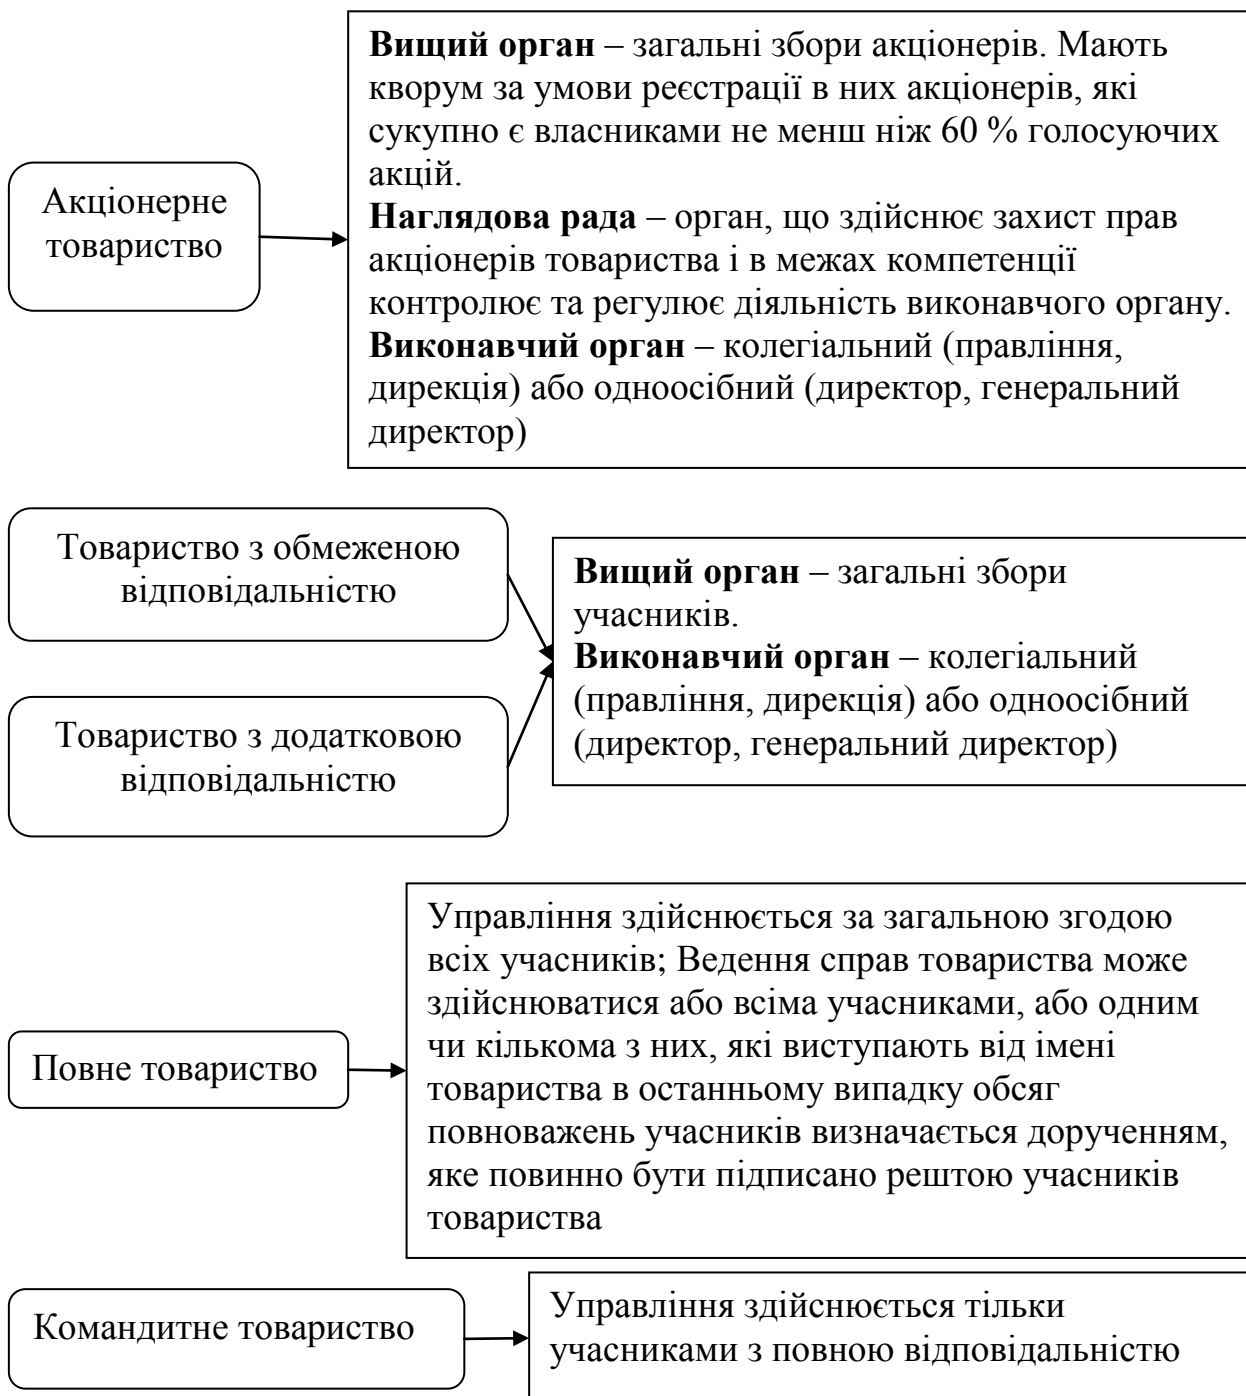 Акціонерне
товариство
Вищий орган – загальні збори акціонерів. Мають
кворум за умови реєстрації в них акціонерів, які
сукупно є власниками не менш ніж 60 % голосуючих
акцій.
Наглядова рада – орган, що здійснює захист прав
акціонерів товариства і в межах компетенції
контролює та регулює діяльність виконавчого органу.
Виконавчий орган – колегіальний (правління,
дирекція) або одноосібний (директор, генеральний
директор)
Товариство з обмеженою
відповідальністю
Товариство з додатковою
відповідальністю
Вищий орган – загальні збори
учасників.
Виконавчий орган – колегіальний
(правління, дирекція) або одноосібний
(директор, генеральний директор)
Повне товариство
Управління здійснюється за загальною згодою
всіх учасників; Ведення справ товариства може
здійснюватися або всіма учасниками, або одним
чи кількома з них, які виступають від імені
товариства в останньому випадку обсяг
повноважень учасників визначається дорученням,
яке повинно бути підписано рештою учасників
товариства
Командитне товариство
Управління здійснюється тільки
учасниками з повною відповідальністю